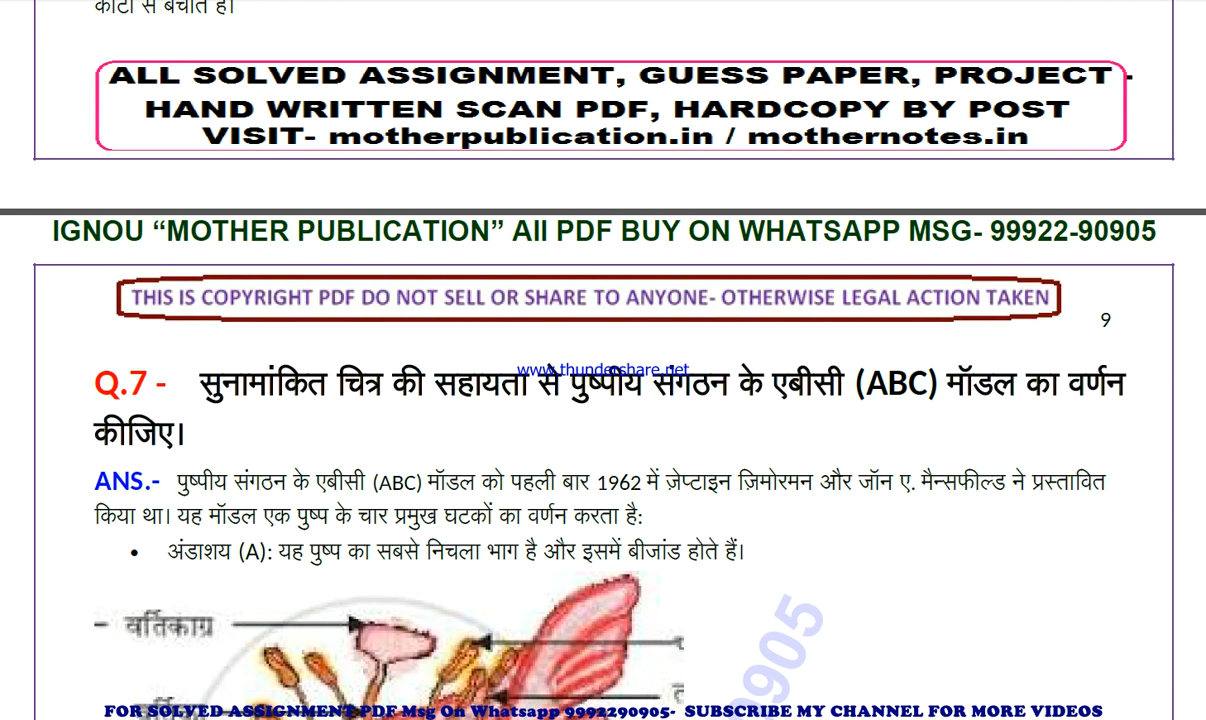 काटा से बचाते हैं।
ALL SOLVED ASSIGNMENT, GUESS PAPER, PROJECT -
HAND WRITTEN SCAN PDF, HARDCOPY BY POST
VISIT- motherpublication.in / mothernotes.in
IGNOU “MOTHER PUBLICATION” All PDF BUY ON WHATSAPP MSG- 99922-90905
THIS IS COPYRIGHT PDF DO NOT SELL OR SHARE TO ANYONE- OTHERWISE LEGAL ACTION TAKEN
9
www.thundershare.net
Q.7 - सुनामांकित चित्र की सहायता से पुष्पीय संगठन के एबीसी (ABC) मॉडल का वर्णन
कीजिए।
ANS.- पुष्पीय संगठन के एबीसी (ABC) मॉडल को पहली बार 1962 में ज़ेप्टाइन ज़िमोरमन और जॉन ए. मैन्सफील्ड ने प्रस्तावित
किया था। यह मॉडल एक पुष्प के चार प्रमुख घटकों का वर्णन करता है:
• अंडाशय (A): यह पुष्प का सबसे निचला भाग है और इसमें बीजांड होते हैं।
वर्तिकाग्र
9905
FOR SOLVED ASSIGNMENT PDF Msg On Whatsapp 9992290905- SUBSCRIBE MY CHANNEL FOR MORE VIDEOS